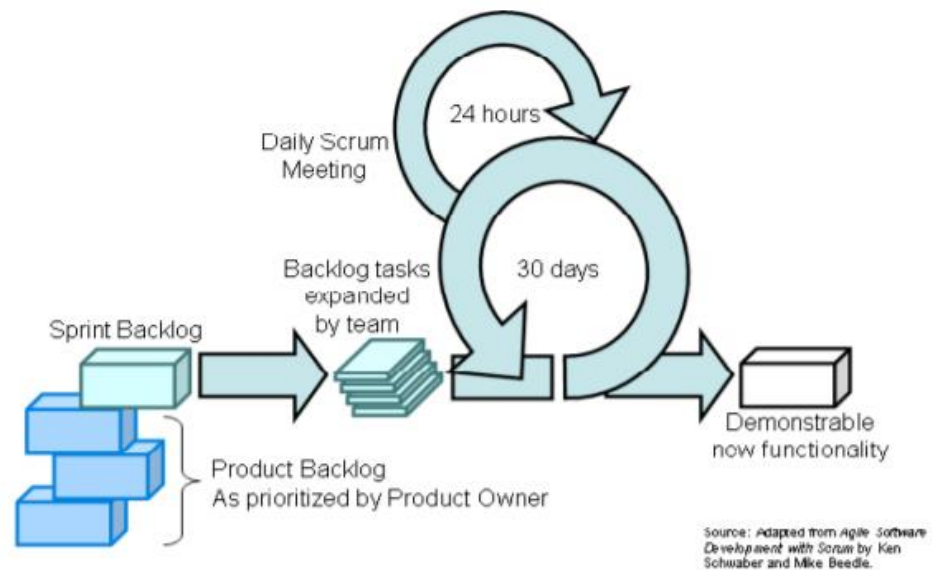 24 hours
Daily Scrum
Meeting
Backlog tasks
expanded
by team
30 days
Sprint Backlog
Demonstrable
now functionality
Product Backlog
As prioritized by Product Owner
Source: Adapted from Agile Software
Development with Scrum by Ken
Schwaber and Mike Beedle.